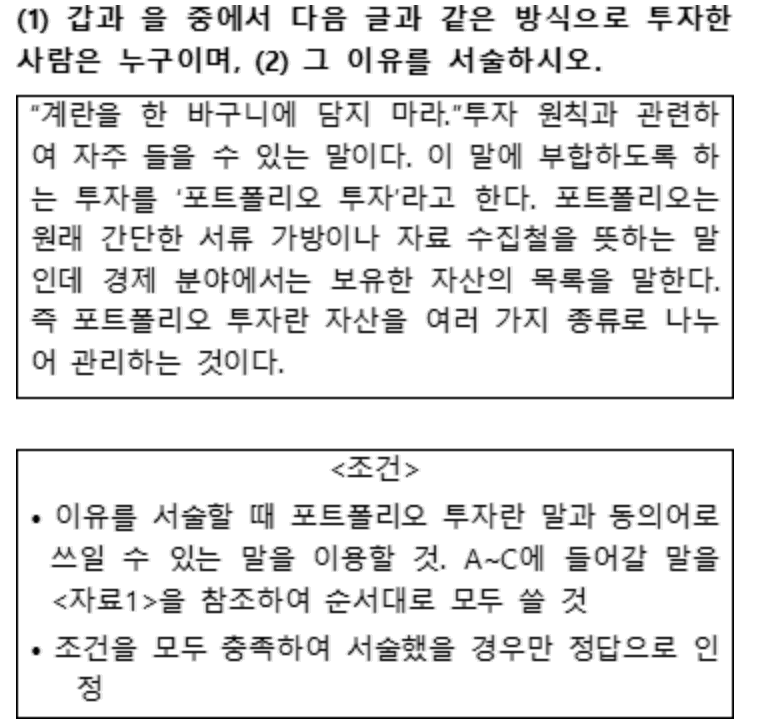 (1) 갑과 을 중에서 다음 글과 같은 방식으로 투자한
사람은 누구이며, (2) 그 이유를 서술하시오.
“계란을 한 바구니에 담지 마라.”투자 원칙과 관련하
여 자주 들을 수 있는 말이다. 이 말에 부합하도록 하
는 투자를 ‘포트폴리오 투자’라고 한다. 포트폴리오는
원래 간단한 서류 가방이나 자료 수집철을 뜻하는 말
인데 경제 분야에서는 보유한 자산의 목록을 말한다.
즉 포트폴리오 투자란 자산을 여러 가지 종류로 나누
어 관리하는 것이다.
<조건>
• 이유를 서술할 때 포트폴리오 투자란 말과 동의어로
쓰일 수 있는 말을 이용할 것. A~C에 들어갈 말을
<자료1>을 참조하여 순서대로 모두 쓸 것
• 조건을 모두 충족하여 서술했을 경우만 정답으로 인
정